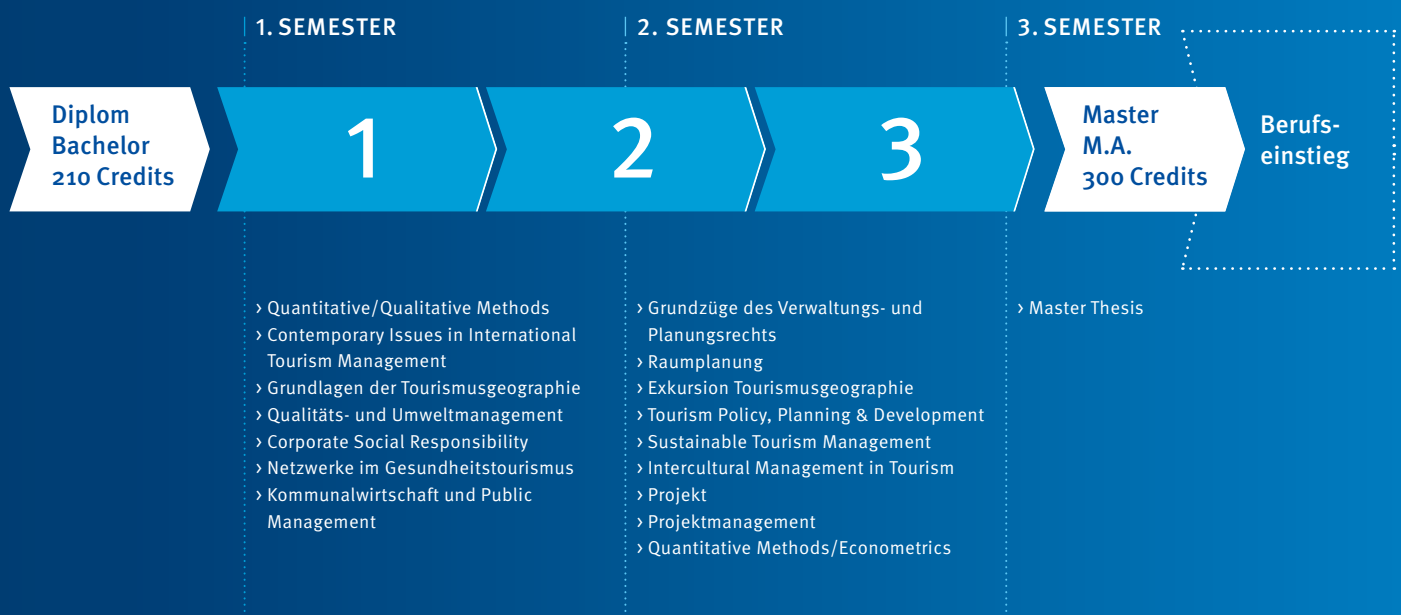 1. SEMESTER
2. SEMESTER
3. SEMESTER
Diplom
Bachelor
210 Credits
1
2
3
Master
M.A.
300 Credits
Berufs-
einstieg
› Quantitative/Qualitative Methods
› Contemporary Issues in International
Tourism Management
› Grundlagen der Tourismusgeographie
› Qualitäts- und Umweltmanagement
› Corporate Social Responsibility
› Netzwerke im Gesundheitstourismus
› Kommunalwirtschaft und Public
Management
› Grundzüge des Verwaltungs- und
Planungsrechts
› Raumplanung
› Exkursion Tourismusgeographie
› Tourism Policy, Planning & Development
› Sustainable Tourism Management
› Intercultural Management in Tourism
› Projekt
› Projektmanagement
› Quantitative Methods/Econometrics
› Master Thesis